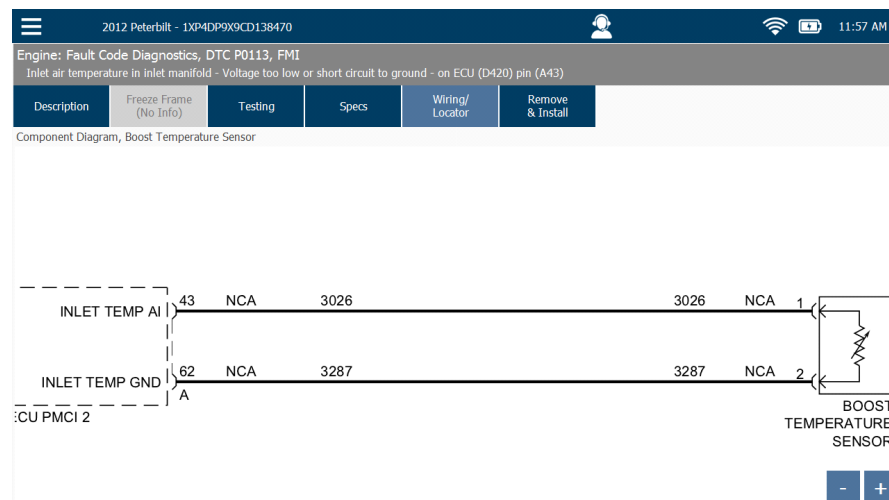 2012 Peterbilt - 1XP4DP9X9CD138470
11:57 AM
Engine: Fault Code Diagnostics, DTC P0113, FMI
Inlet air temperature in inlet manifold - Voltage too low or short circuit to ground - on ECU (D420) pin (A43)
Description
Freeze Frame
(No Info)
Testing
Specs
Wiring/
Locator
Remove
& Install
Component Diagram, Boost Temperature Sensor
INLET TEMP AI 43 NCA 3026 3026 NCA 1
INLET TEMP GND 62 NCA 3287 3287 NCA 2
A
ECU PMCI 2
BOOST
TEMPERATURE
SENSOR
- +